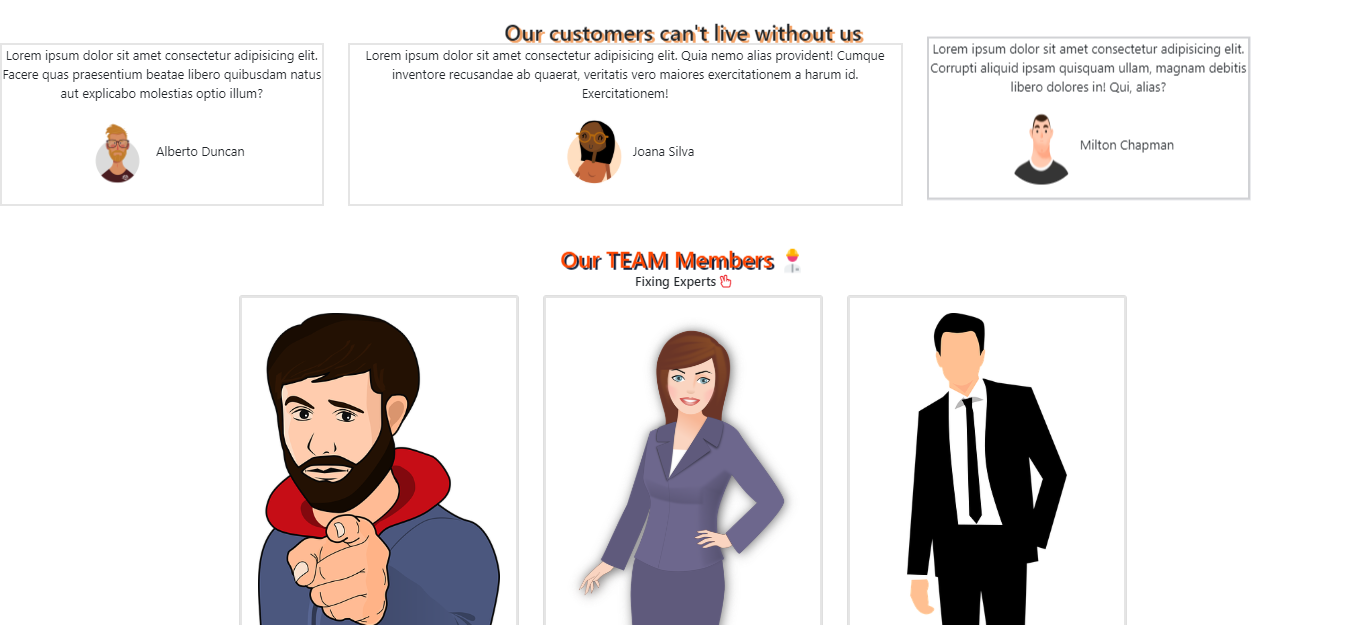 Our customers can't live without us
Lorem ipsum dolor sit amet consectetur adipisicing elit.
Facere quas praesentium beatae libero quibusdam natus
aut explicabo molestias optio illum?
Alberto Duncan
Lorem ipsum dolor sit amet consectetur adipisicing elit. Quia nemo alias provident! Cumque
inventore recusandae ab quaerat, veritatis vero maiores exercitationem a harum id.
Exercitationem!
Joana Silva
Lorem ipsum dolor sit amet consectetur adipisicing elit.
Corrupti aliquid ipsam quisquam ullam, magnam debitis
libero dolores in! Qui, alias?
Milton Chapman
Our TEAM Members
Fixing Experts